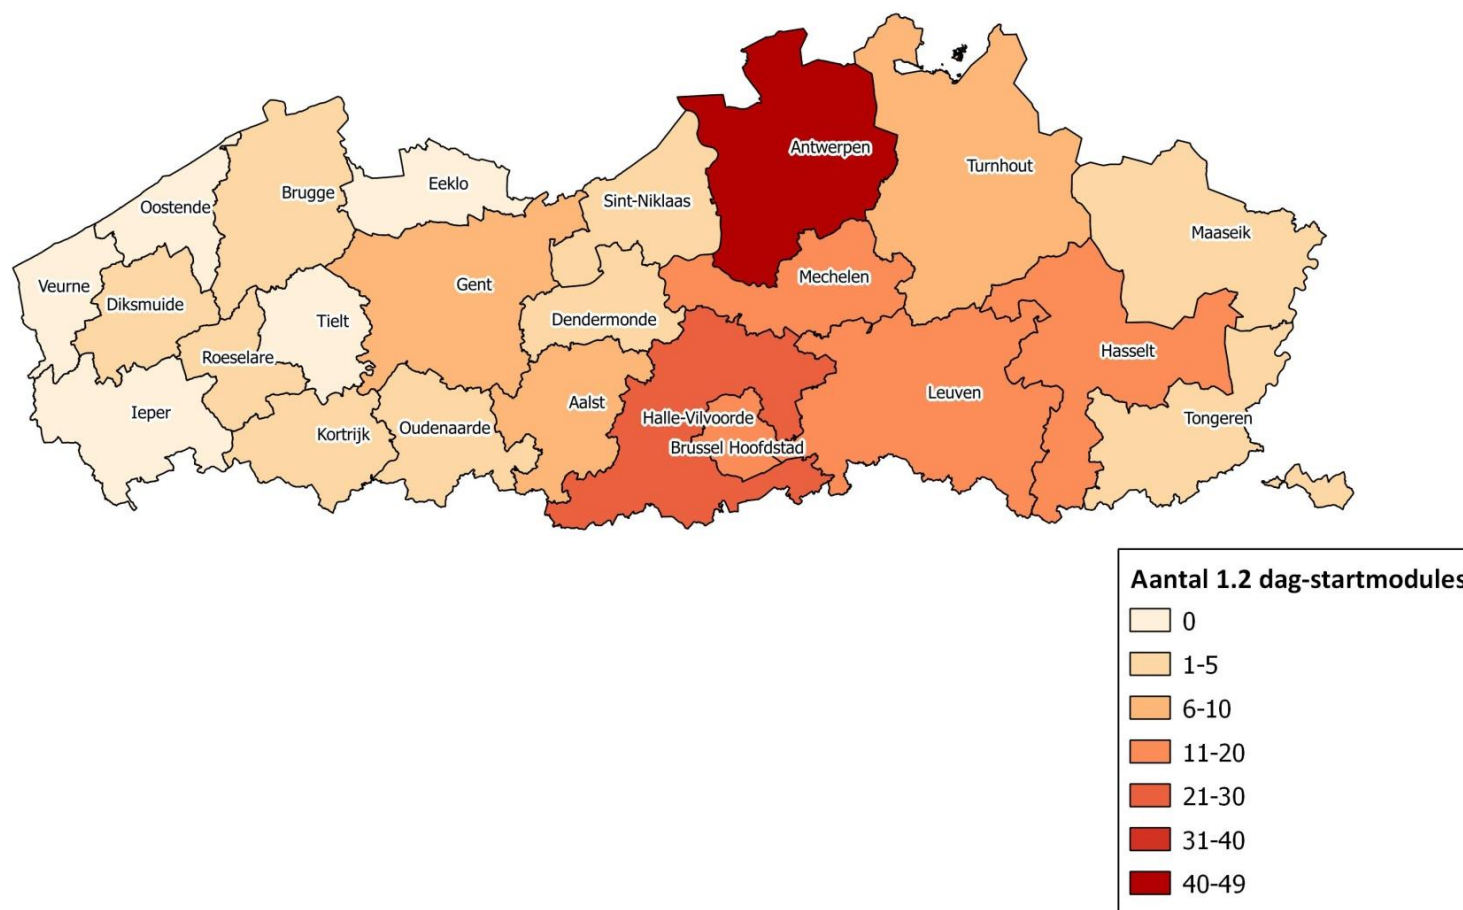 Antwerpen
Turnhout
Eeklo
Brugge
Sint-Niklaas
Oostende
Maaseik
Mechelen
Veurne
Gent
Diksmuide
Tielt
Dendermonde
Hasselt
Roeselare
Leuven
Aalst
Ieper
Halle-Vilvoorde
Tongeren
Oudenaarde
Kortrijk
Brussel Hoofdstad
Aantal 1.2 dag-startmodules
0
1-5
6-10
11-20
21-30
31-40
40-49